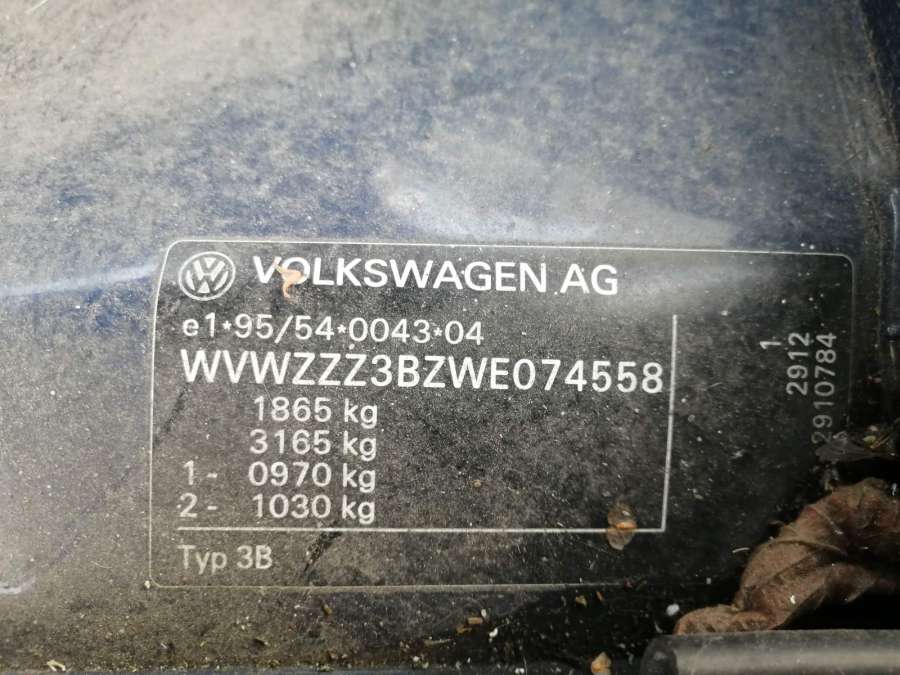 VOLKSWAGEN AG
e1*95/54*0043*04
WVWZZZ3BZWE074558
1865 kg
3165 kg
1- 0970 kg
2- 1030 kg
Typ 3B
1
2912
2910784